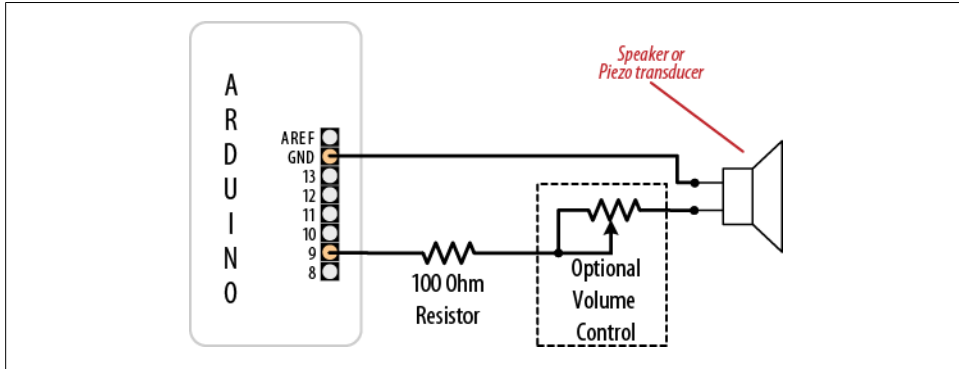 ARDUINO
AREF
GND
13
12
11
10
9
8
100 Ohm
Resistor
Optional
Volume
Control
Speaker or
Piezo transducer